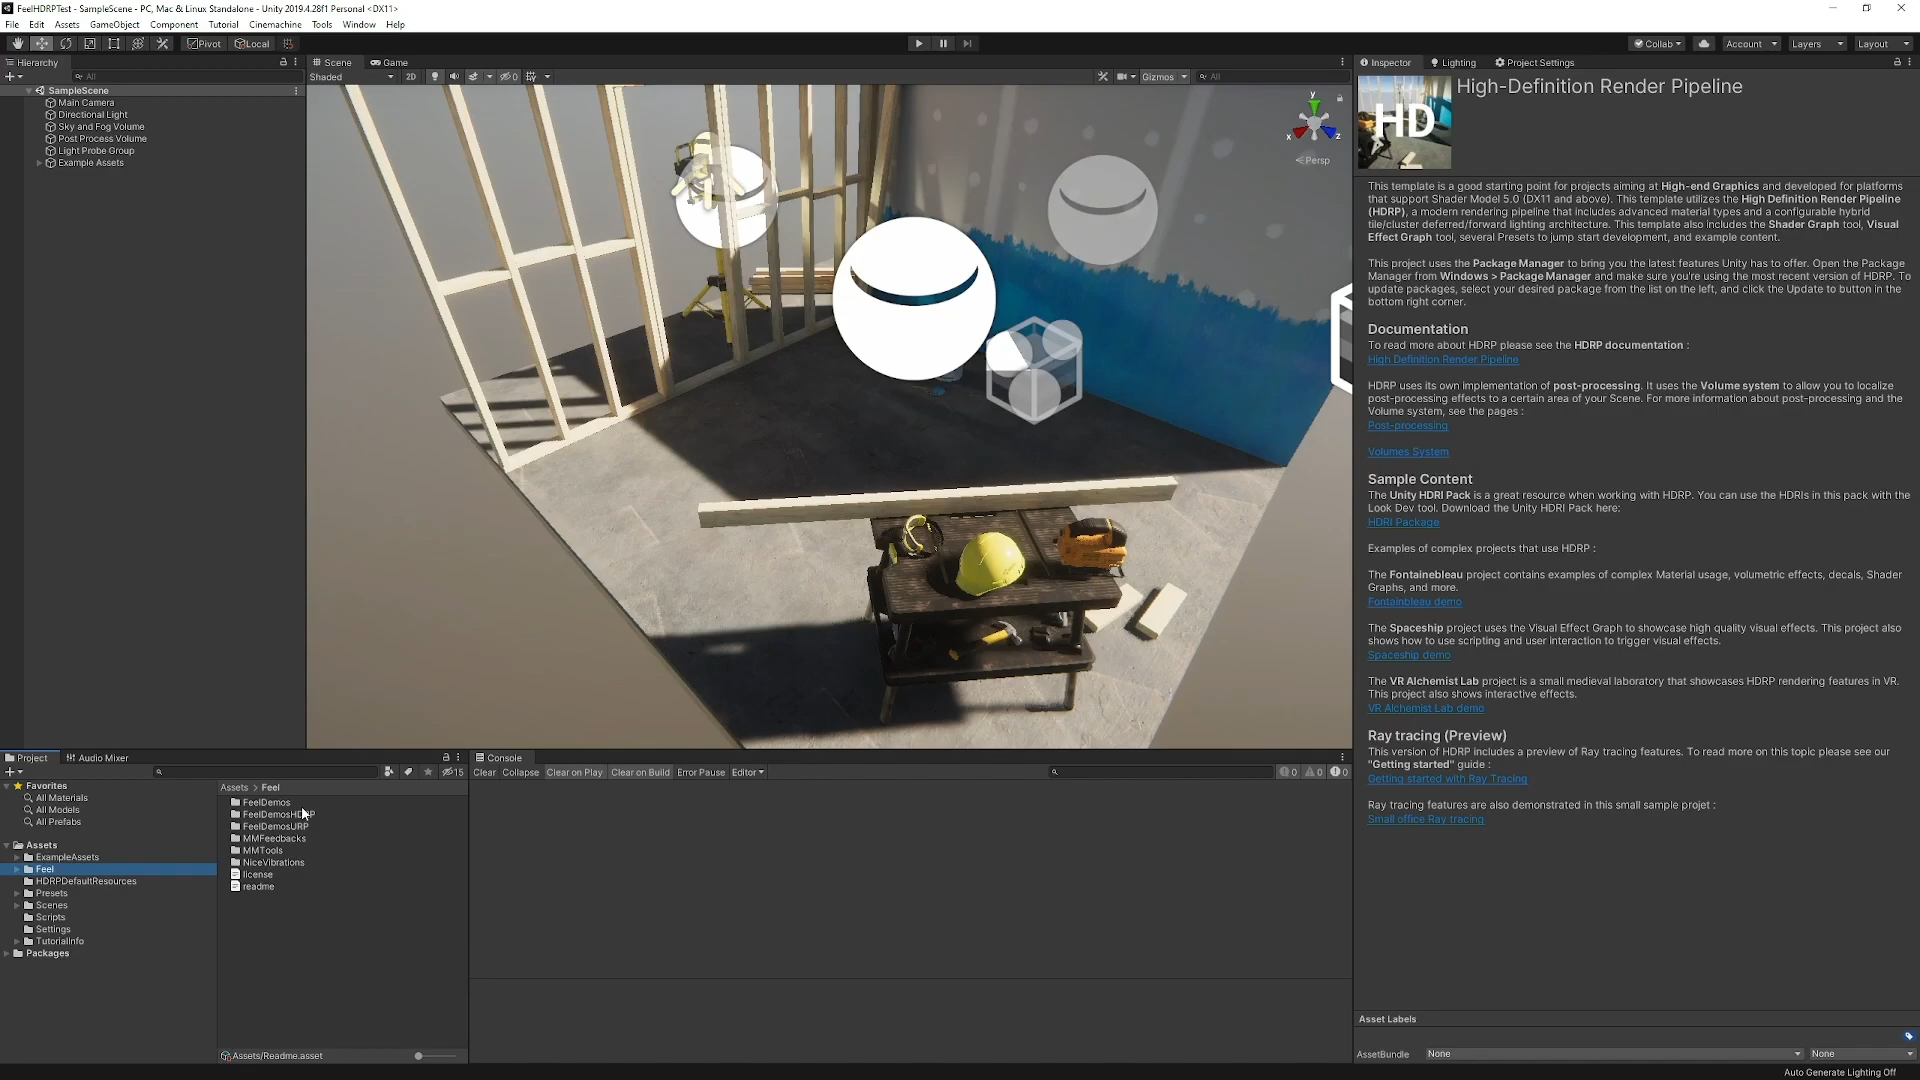 FeelHDRPTest - SampleScene - PC, Mac & Linux Standalone - Unity 2019.4.28f1 Personal <DX11>
File Edit Assets GameObject Component Tutorial Cinemachine Tools Window Help
Pivot Local Collab Account Layers Layout
Hierarchy
All
SampleScene
Main Camera
Directional Light
Sky and Fog Volume
Post Process Volume
Light Probe Group
Example Assets
Scene Game
Shaded 2D 0 Gizmos All
y
x z
Persp
Inspector Lighting Project Settings
HD
High-Definition Render Pipeline
This template is a good starting point for projects aiming at High-end Graphics and developed for platforms
that support Shader Model 5.0 (DX11 and above). This template utilizes the High Definition Render Pipeline
(HDRP), a modern rendering pipeline that includes advanced material types and a configurable hybrid
tile/cluster deferred/forward lighting architecture. This template also includes the Shader Graph tool, Visual
Effect Graph tool, several Presets to jump start development, and example content.
This project uses the Package Manager to bring you the latest features Unity has to offer. Open the Package
Manager from Windows > Package Manager and make sure you're using the most recent version of HDRP. To
update packages, select your desired package from the list on the left, and click the Update to button in the
bottom right corner.
Documentation
To read more about HDRP please see the HDRP documentation :
High Definition Render Pipeline
HDRP uses its own implementation of post-processing. It uses the Volume system to allow you to localize
post-processing effects to a certain area of your Scene. For more information about post-processing and the
Volume system, see the pages :
Post-processing
Volumes System
Sample Content
The Unity HDRI Pack is a great resource when working with HDRP. You can use the HDRIs in this pack with the
Look Dev tool. Download the Unity HDRI Pack here:
HDRI Package
Examples of complex projects that use HDRP :
The Fontainebleau project contains examples of complex Material usage, volumetric effects, decals, Shader
Graphs, and more.
Fontainbleau demo
The Spaceship project uses the Visual Effect Graph to showcase high quality visual effects. This project also
shows how to use scripting and user interaction to trigger visual effects.
Spaceship demo
The VR Alchemist Lab project is a small medieval laboratory that showcases HDRP rendering features in VR.
This project also shows interactive effects.
VR Alchemist Lab demo
Ray tracing (Preview)
This version of HDRP includes a preview of Ray tracing features. To read more on this topic please see our
"Getting started" guide :
Getting started with Ray Tracing
Ray tracing features are also demonstrated in this small sample projet :
Small office Ray tracing
Asset Labels
AssetBundle None None
Auto Generate Lighting Off
Project Audio Mixer
15
Favorites
All Materials
All Models
All Prefabs
Assets
ExampleAssets
Feel
HDRPDefaultResources
Presets
Scenes
Scripts
Settings
TutorialInfo
Packages
Assets > Feel
FeelDemos
FeelDemosHDRP
FeelDemosURP
MMFeedbacks
MMTools
NiceVibrations
license
readme
Assets/Readme.asset
Console
Clear Collapse Clear on Play Clear on Build Error Pause Editor 0 0 0